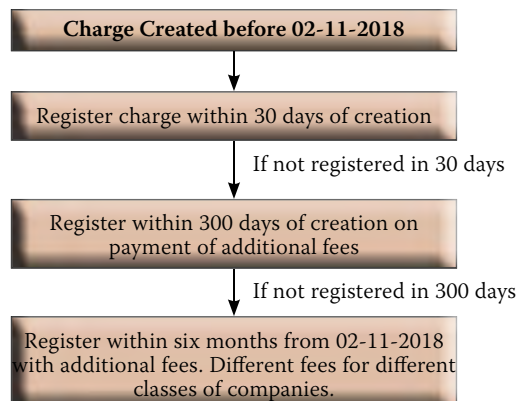 Charge Created before 02-11-2018
Register charge within 30 days of creation
If not registered in 30 days
Register within 300 days of creation on
payment of additional fees
If not registered in 300 days
Register within six months from 02-11-2018
with additional fees. Different fees for different
classes of companies.